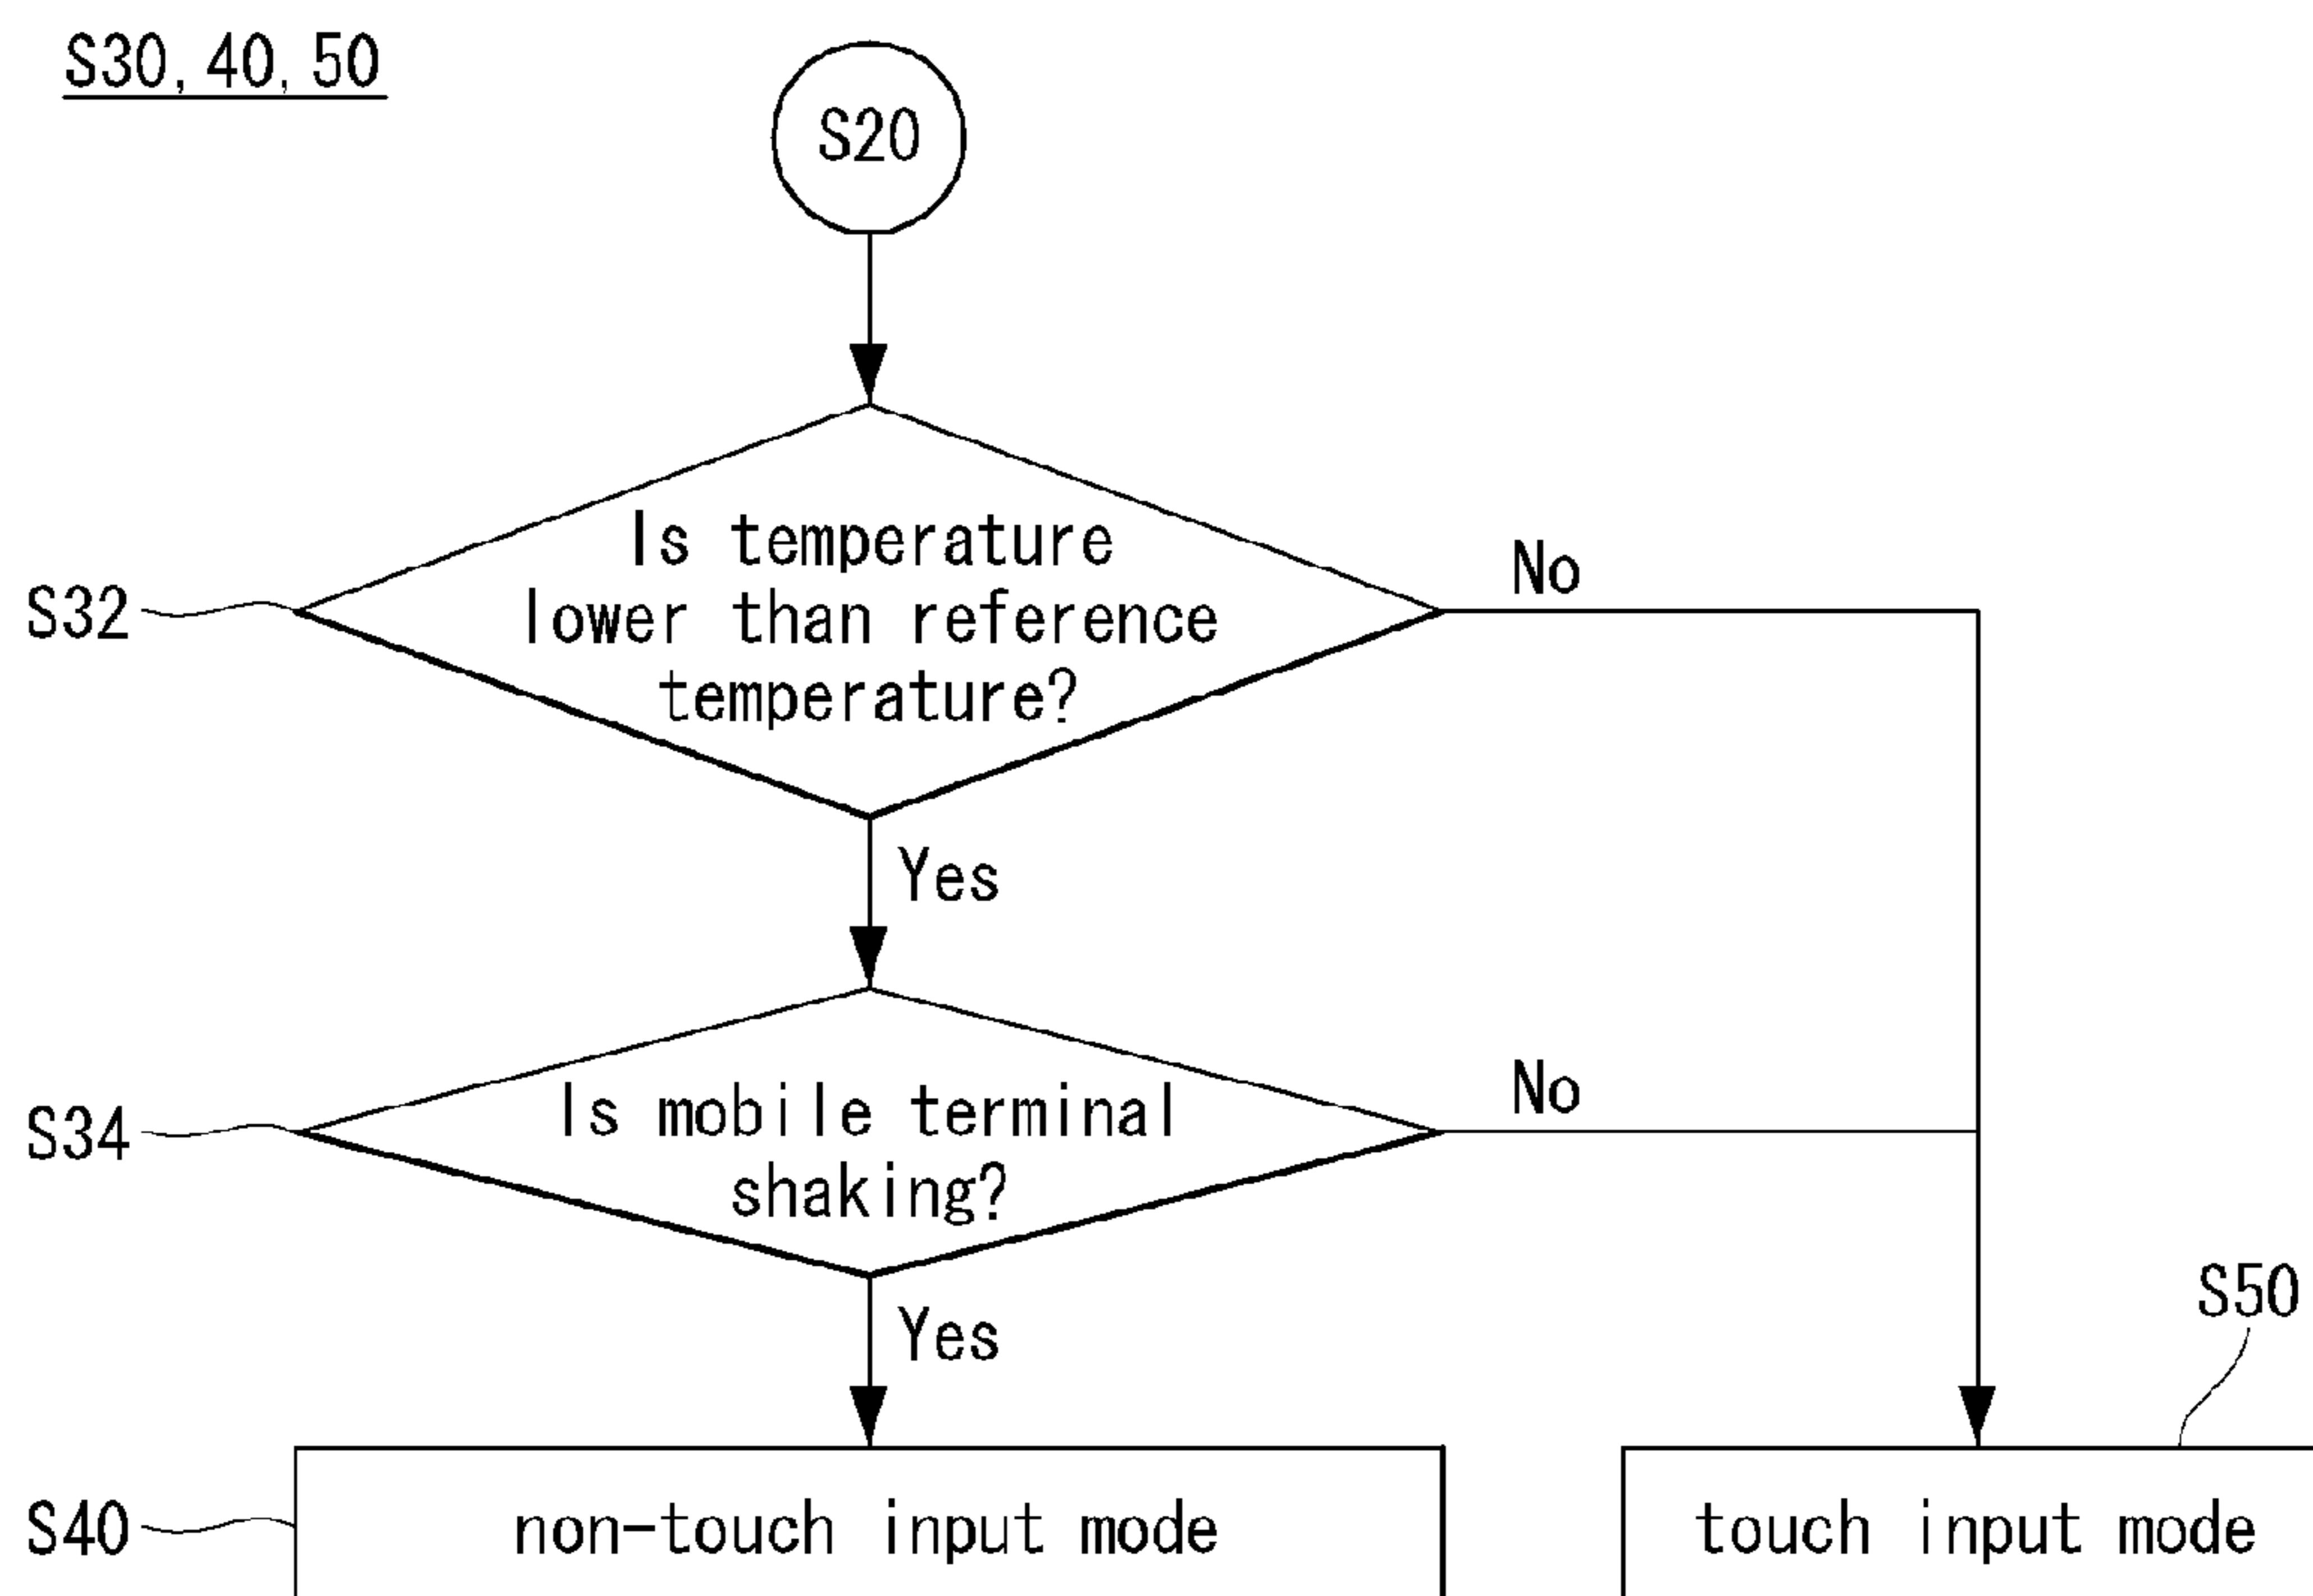 S30, 40, 50
S20
Is temperature
lower than reference
temperature?
No
S32
Yes
Is mobile terminal
shaking?
No
S34
Yes
S50
S40
non-touch input mode
touch input mode